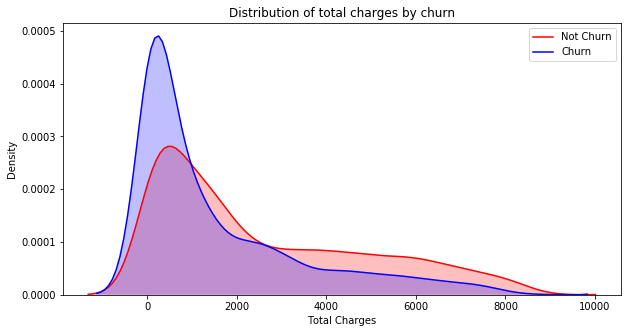 Distribution of total charges by churn
Not Churn
Churn
Density
0.0005
0.0004
0.0003
0.0002
0.0001
0.0000
0
2000
4000
6000
8000
10000
Total Charges